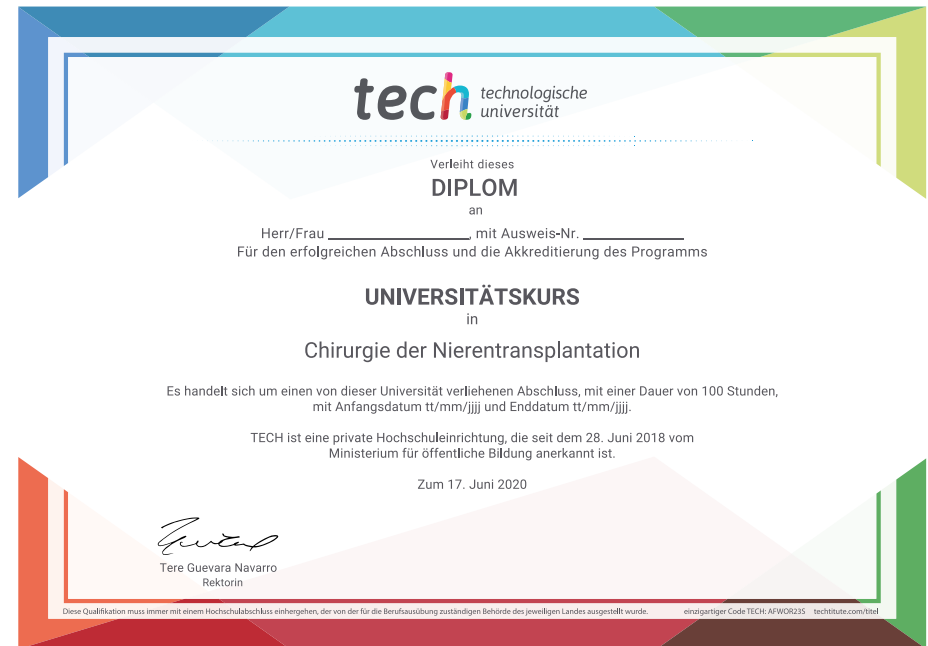 tech technologische
universität
Verleiht dieses
DIPLOM
an
Herr/Frau ____________________, mit Ausweis-Nr. ______________
Für den erfolgreichen Abschluss und die Akkreditierung des Programms
UNIVERSITÄTSKURS
in
Chirurgie der Nierentransplantation
Es handelt sich um einen von dieser Universität verliehenen Abschluss, mit einer Dauer von 100 Stunden,
mit Anfangsdatum tt/mm/jjjj und Enddatum tt/mm/jjjj.
TECH ist eine private Hochschuleinrichtung, die seit dem 28. Juni 2018 vom
Ministerium für öffentliche Bildung anerkannt ist.
Zum 17. Juni 2020
Tere Guevara Navarro
Rektorin
Diese Qualifikation muss immer mit einem Hochschulabschluss einhergehen, der von der für die Berufsausübung zuständigen Behörde des jeweiligen Landes ausgestellt wurde. einzigartiger Code TECH: AFWOR23S techtitute.com/titel